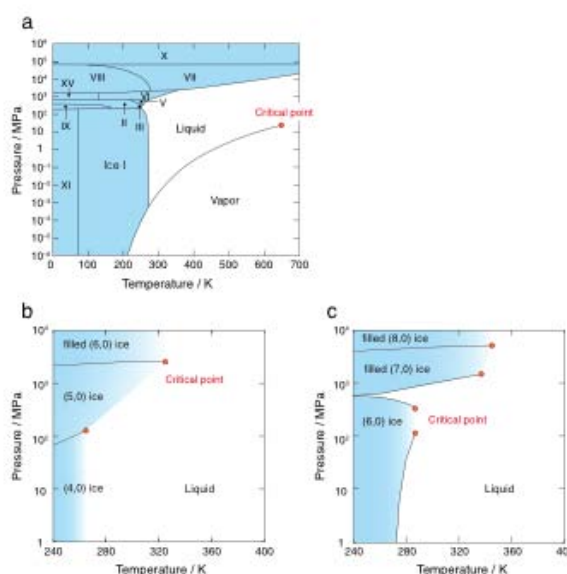 a
10⁶
10⁵
10⁴
10³
10²
10
1
10⁻¹
10⁻²
10⁻³
10⁻⁴
Pressure / MPa
X
VIII
VII
XV
VI
V
IX
II
III
Liquid
Critical point
Ice I
XI
Vapor
0 100 200 300 400 500 600 700
Temperature / K
b
10⁴
10³
10²
10
1
Pressure / MPa
filled (6,0) ice
Critical point
(5,0) ice
(4,0) ice
Liquid
240 280 320 360 400
Temperature / K
c
10⁴
10³
10²
10
1
Pressure / MPa
filled (8,0) ice
filled (7,0) ice
(6,0) ice
Critical point
Liquid
240 280 320 360
Temperature / K